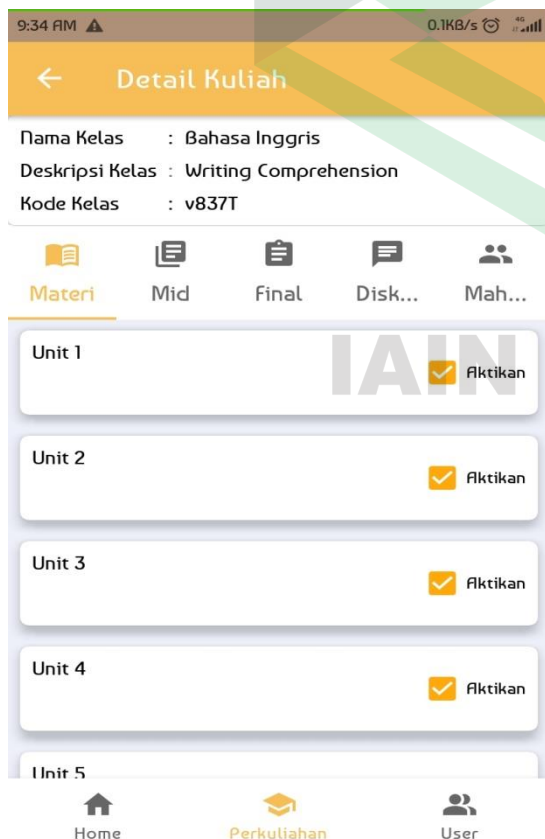 9:34 AM 0.1KB/s 4G
Detail Kuliah
Nama Kelas : Bahasa Inggris
Deskripsi Kelas : Writing Comprehension
Kode Kelas : v837T
Materi Mid Final Disk... Mah...
IAIN
Unit 1 Aktikan
Unit 2 Aktikan
Unit 3 Aktikan
Unit 4 Aktikan
Unit 5
Home Perkuliahan User